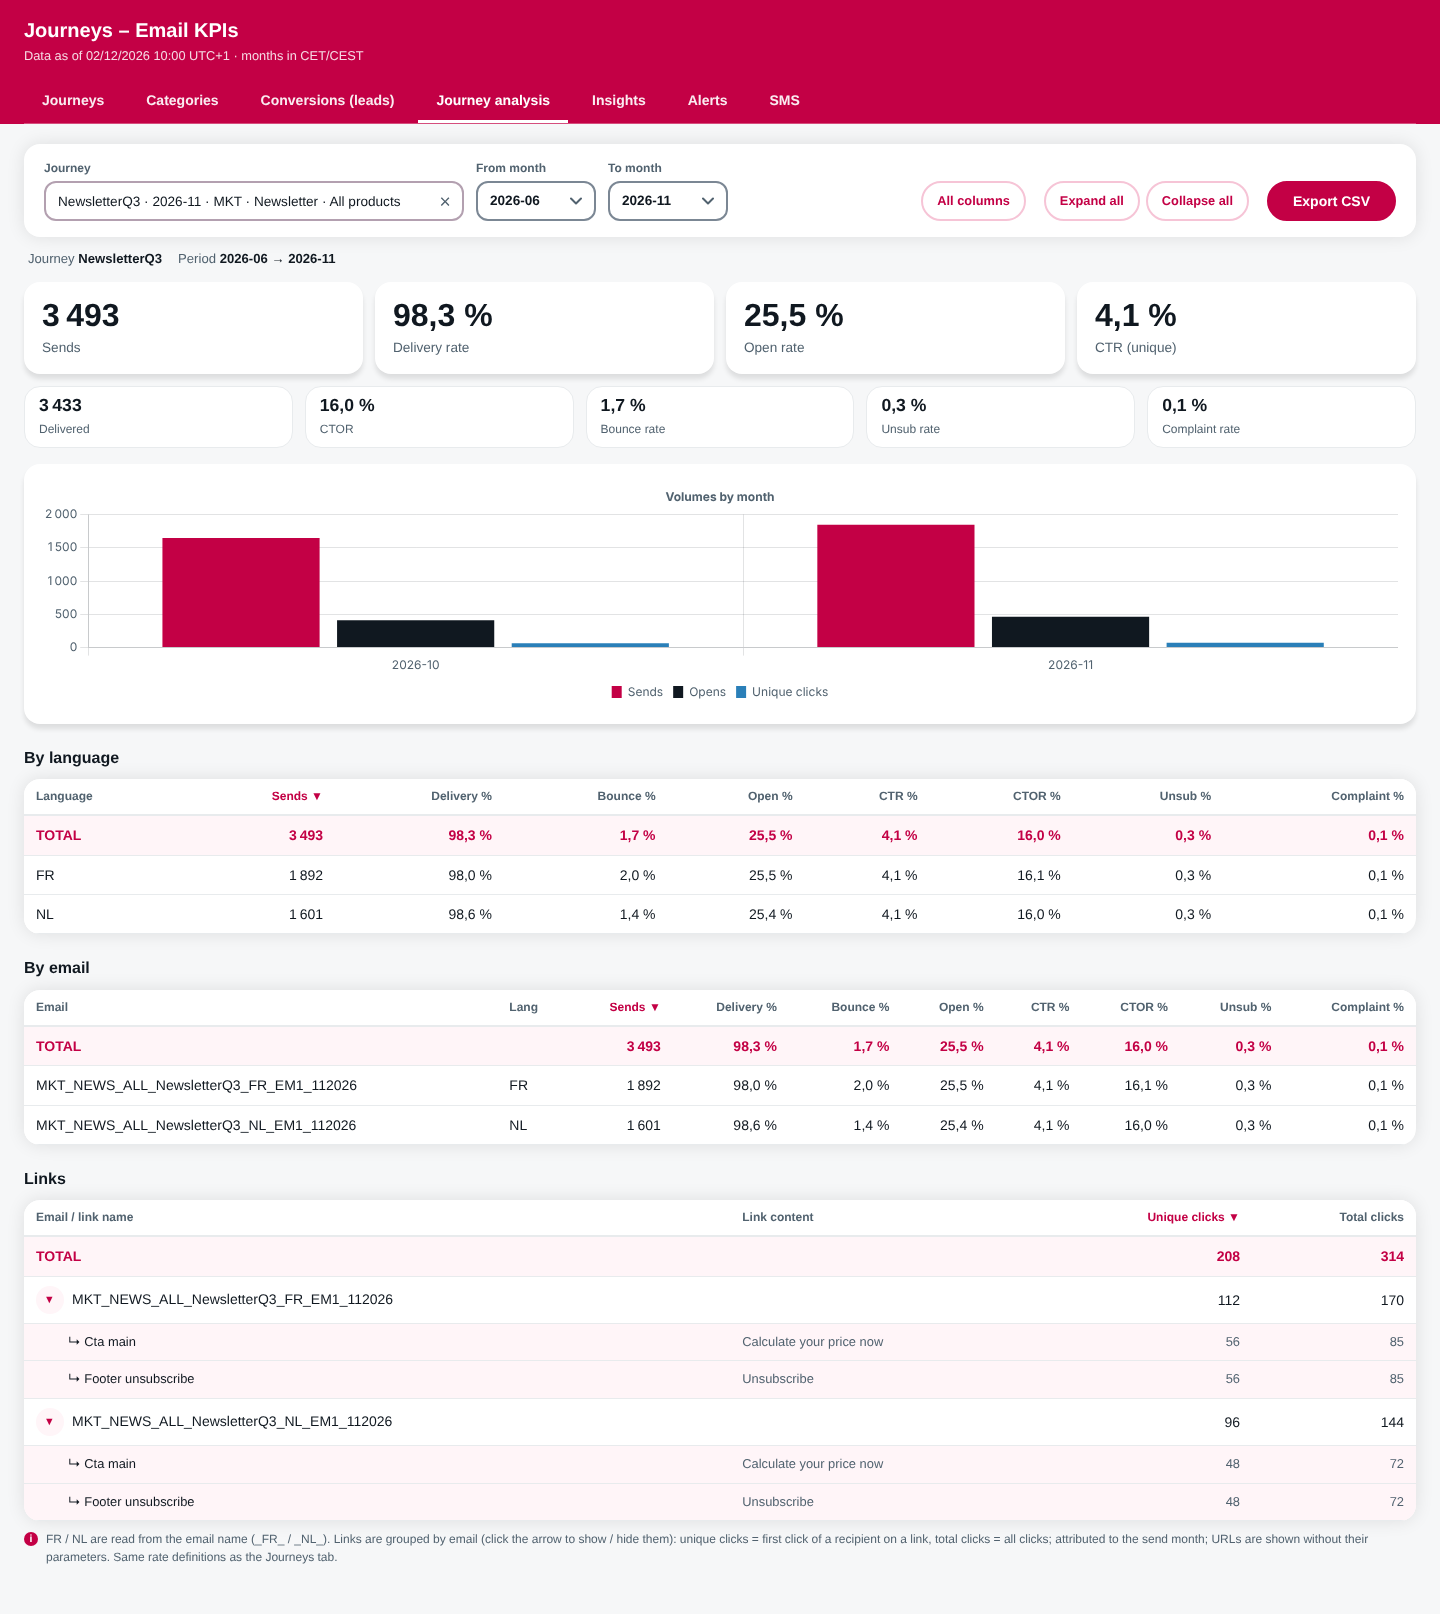 Journeys – Email KPIs
Data as of 02/12/2026 10:00 UTC+1 · months in CET/CEST
Journeys Categories Conversions (leads) Journey analysis Insights Alerts SMS
Journey From month To month
NewsletterQ3 · 2026-11 · MKT · Newsletter · All products × 2026-06 2026-11 All columns Expand all Collapse all Export CSV
Journey NewsletterQ3 Period 2026-06 → 2026-11
3 493 98,3 % 25,5 % 4,1 %
Sends Delivery rate Open rate CTR (unique)
3 433 16,0 % 1,7 % 0,3 % 0,1 %
Delivered CTOR Bounce rate Unsub rate Complaint rate
Volumes by month
2 000
1 500
1 000
500
0
2026-10 2026-11
Sends Opens Unique clicks
By language
Language Sends ▼ Delivery % Bounce % Open % CTR % CTOR % Unsub % Complaint %
TOTAL 3 493 98,3 % 1,7 % 25,5 % 4,1 % 16,0 % 0,3 % 0,1 %
FR 1 892 98,0 % 2,0 % 25,5 % 4,1 % 16,1 % 0,3 % 0,1 %
NL 1 601 98,6 % 1,4 % 25,4 % 4,1 % 16,0 % 0,3 % 0,1 %
By email
Email Lang Sends ▼ Delivery % Bounce % Open % CTR % CTOR % Unsub % Complaint %
TOTAL 3 493 98,3 % 1,7 % 25,5 % 4,1 % 16,0 % 0,3 % 0,1 %
MKT_NEWS_ALL_NewsletterQ3_FR_EM1_112026 FR 1 892 98,0 % 2,0 % 25,5 % 4,1 % 16,1 % 0,3 % 0,1 %
MKT_NEWS_ALL_NewsletterQ3_NL_EM1_112026 NL 1 601 98,6 % 1,4 % 25,4 % 4,1 % 16,0 % 0,3 % 0,1 %
Links
Email / link name Link content Unique clicks ▼ Total clicks
TOTAL 208 314
▼ MKT_NEWS_ALL_NewsletterQ3_FR_EM1_112026 112 170
↳ Cta main Calculate your price now 56 85
↳ Footer unsubscribe Unsubscribe 56 85
▼ MKT_NEWS_ALL_NewsletterQ3_NL_EM1_112026 96 144
↳ Cta main Calculate your price now 48 72
↳ Footer unsubscribe Unsubscribe 48 72
i FR / NL are read from the email name (_FR_ / _NL_). Links are grouped by email (click the arrow to show / hide them): unique clicks = first click of a recipient on a link, total clicks = all clicks; attributed to the send month; URLs are shown without their
parameters. Same rate definitions as the Journeys tab.